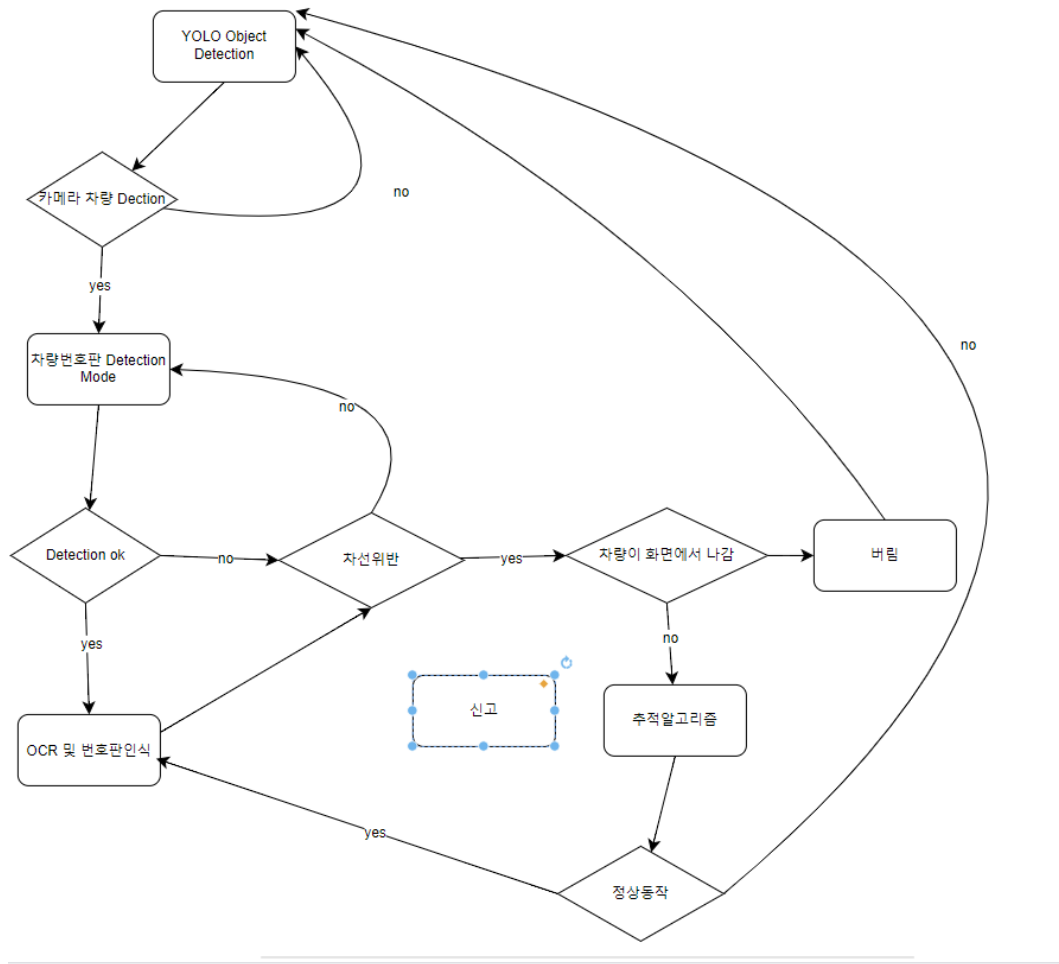 YOLO Object
Detection
카메라 차량 Dection
no
yes
no
차량번호판 Detection
Mode
no
Detection ok
no
차선위반
yes
차량이 화면에서 나감
버림
yes
no
신고
추적알고리즘
OCR 및 번호판인식
yes
정상동작